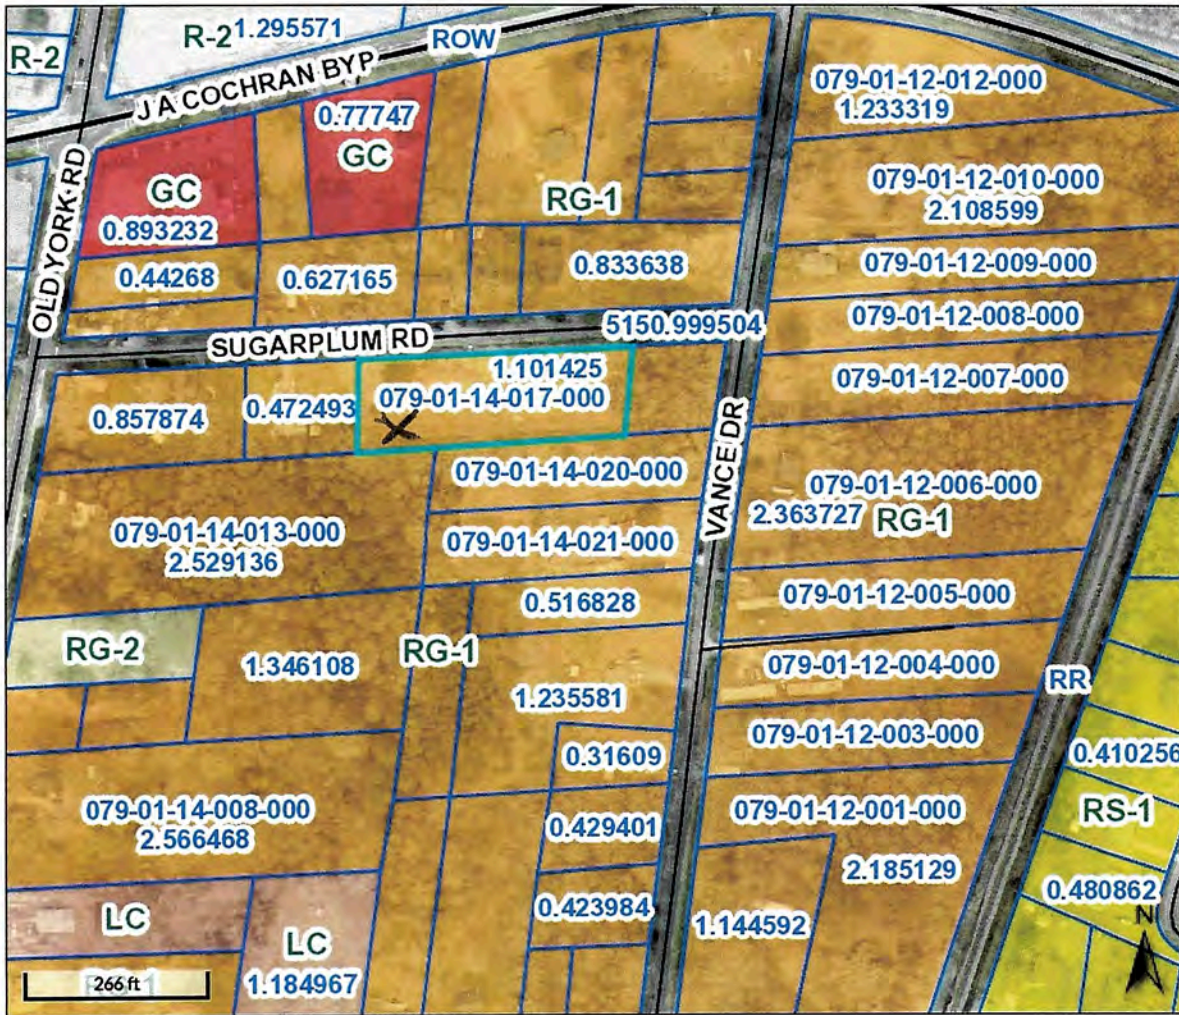 R-2
R-2
1.295571
ROW
J A COCHRAN BYP
0.77747
GC
GC
0.893232
RG-1
079-01-12-012-000
1.233319
079-01-12-010-000
2.108599
OLD YORK RD
0.44268
0.627165
0.833638
079-01-12-009-000
SUGARPLUM RD
5150.999504
079-01-12-008-000
0.857874
0.472493
1.101425
079-01-14-017-000
079-01-12-007-000
VANCE DR
079-01-14-020-000
079-01-12-006-000
2.363727
RG-1
079-01-14-013-000
2.529136
079-01-14-021-000
079-01-12-005-000
0.516828
RG-2
1.346108
RG-1
079-01-12-004-000
RR
1.235581
079-01-12-003-000
0.31609
0.410256
079-01-14-008-000
2.566468
0.429401
079-01-12-001-000
RS-1
2.185129
0.480862
LC
LC
1.184967
0.423984
1.144592
N
RG-1
266 ft